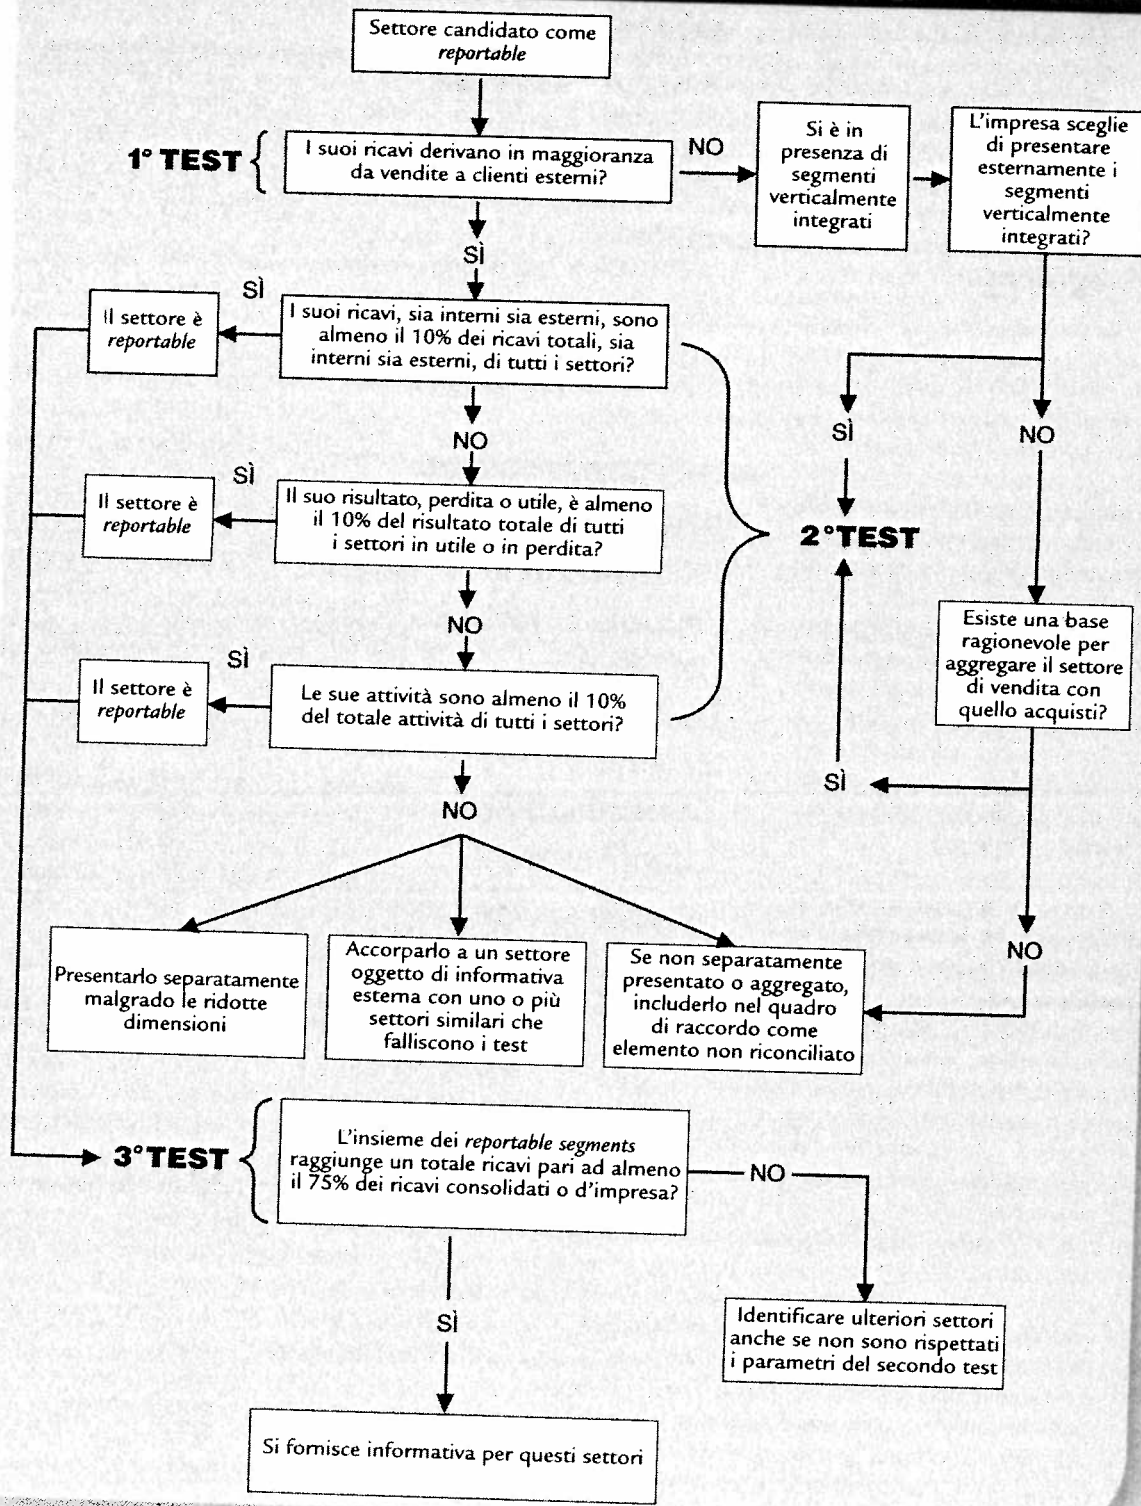 Settore candidato come
reportable
1° TEST
I suoi ricavi derivano in maggioranza
da vendite a clienti esterni?
NO
Si è in
presenza di
segmenti
verticalmente
integrati
L'impresa sceglie
di presentare
esternamente i
segmenti
verticalmente
integrati?
SÌ
SÌ
Il settore è
reportable
I suoi ricavi, sia interni sia esterni, sono
almeno il 10% dei ricavi totali, sia
interni sia esterni, di tutti i settori?
SÌ
NO
NO
SÌ
Il settore è
reportable
Il suo risultato, perdita o utile, è almeno
il 10% del risultato totale di tutti
i settori in utile o in perdita?
2° TEST
NO
Esiste una base
ragionevole per
aggregare il settore
di vendita con
quello acquisti?
SÌ
Il settore è
reportable
Le sue attività sono almeno il 10%
del totale attività di tutti i settori?
SÌ
NO
NO
Presentarlo separatamente
malgrado le ridotte
dimensioni
Accorparlo a un settore
oggetto di informativa
esterna con uno o più
settori similari che
falliscono i test
Se non separatamente
presentato o aggregato,
includerlo nel quadro
di raccordo come
elemento non riconciliato
3° TEST
L'insieme dei reportable segments
raggiunge un totale ricavi pari ad almeno
il 75% dei ricavi consolidati o d'impresa?
NO
SÌ
Identificare ulteriori settori
anche se non sono rispettati
i parametri del secondo test
Si fornisce informativa per questi settori